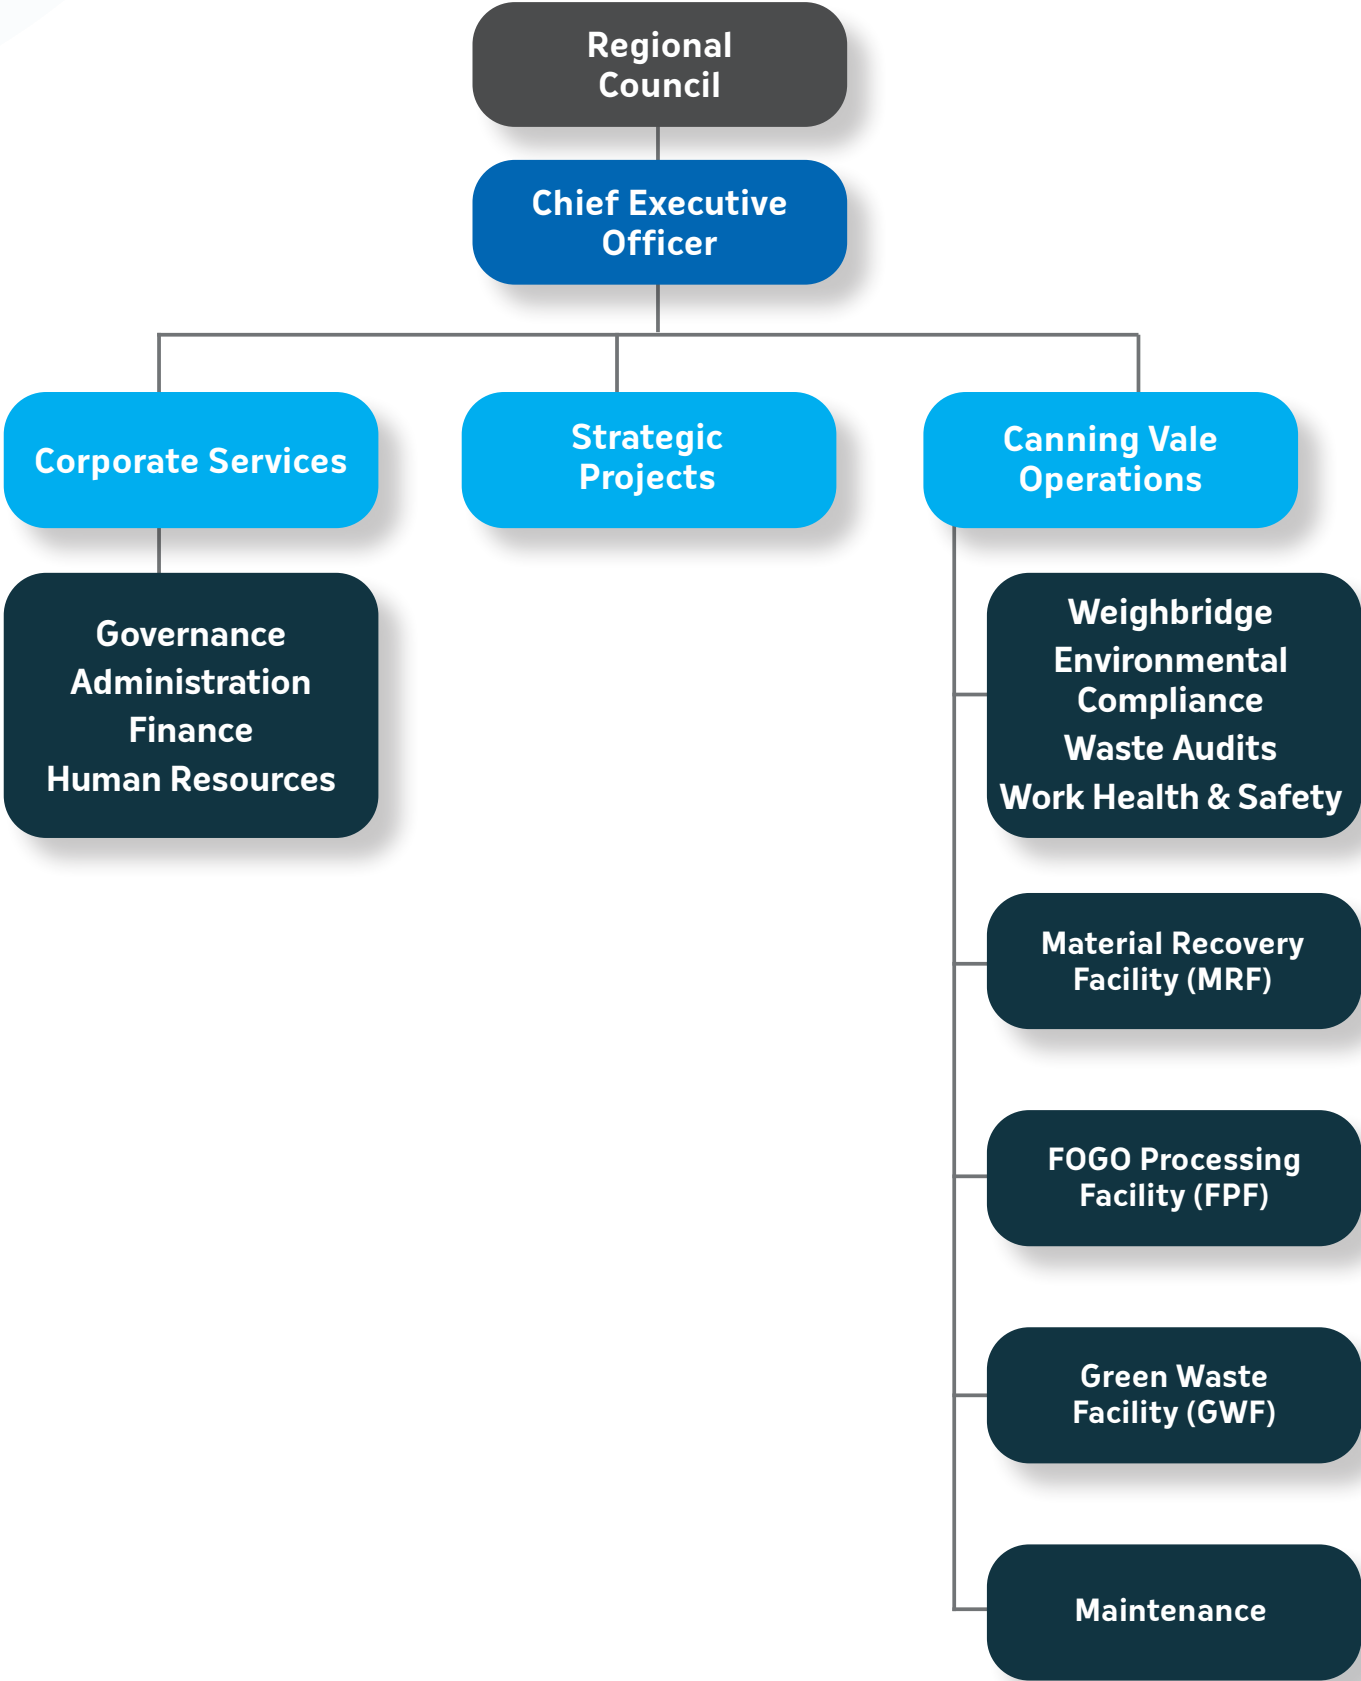 Regional
Council
Chief Executive
Officer
Corporate Services
Strategic
Projects
Canning Vale
Operations
Governance
Administration
Finance
Human Resources
Weighbridge
Environmental
Compliance
Waste Audits
Work Health & Safety
Material Recovery
Facility (MRF)
FOGO Processing
Facility (FPF)
Green Waste
Facility (GWF)
Maintenance